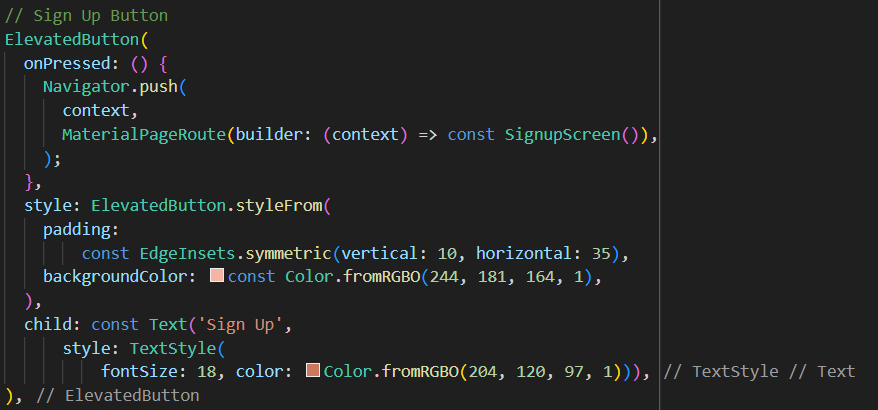 // Sign Up Button
ElevatedButton(
  onPressed: () {
    Navigator.push(
      context,
      MaterialPageRoute(builder: (context) => const SignupScreen()),
    );
  },
  style: ElevatedButton.styleFrom(
    padding:
        const EdgeInsets.symmetric(vertical: 10, horizontal: 35),
    backgroundColor: const Color.fromRGBO(244, 181, 164, 1),
  ),
  child: const Text('Sign Up',
      style: TextStyle(
          fontSize: 18, color: Color.fromRGBO(204, 120, 97, 1))), // TextStyle // Text
), // ElevatedButton